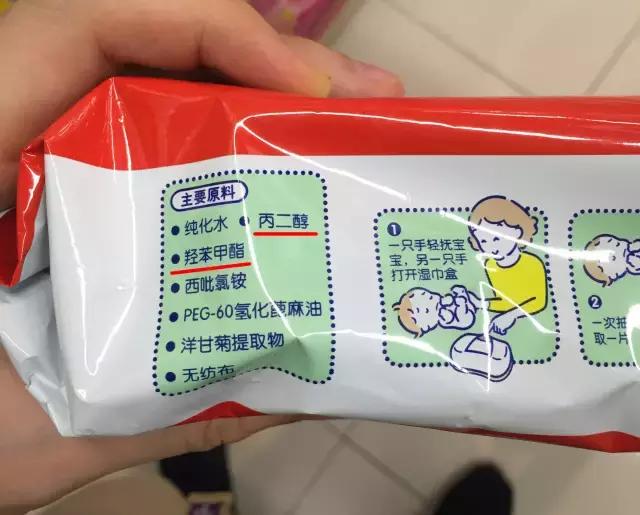 主要原料
纯化水 丙二醇
羟苯甲酯
西吡氯铵
PEG-60氢化蓖麻油
洋甘菊提取物
无纺布
1
一只手轻抚宝
宝，另一只手
打开湿巾盒
2
一次抽
取一片